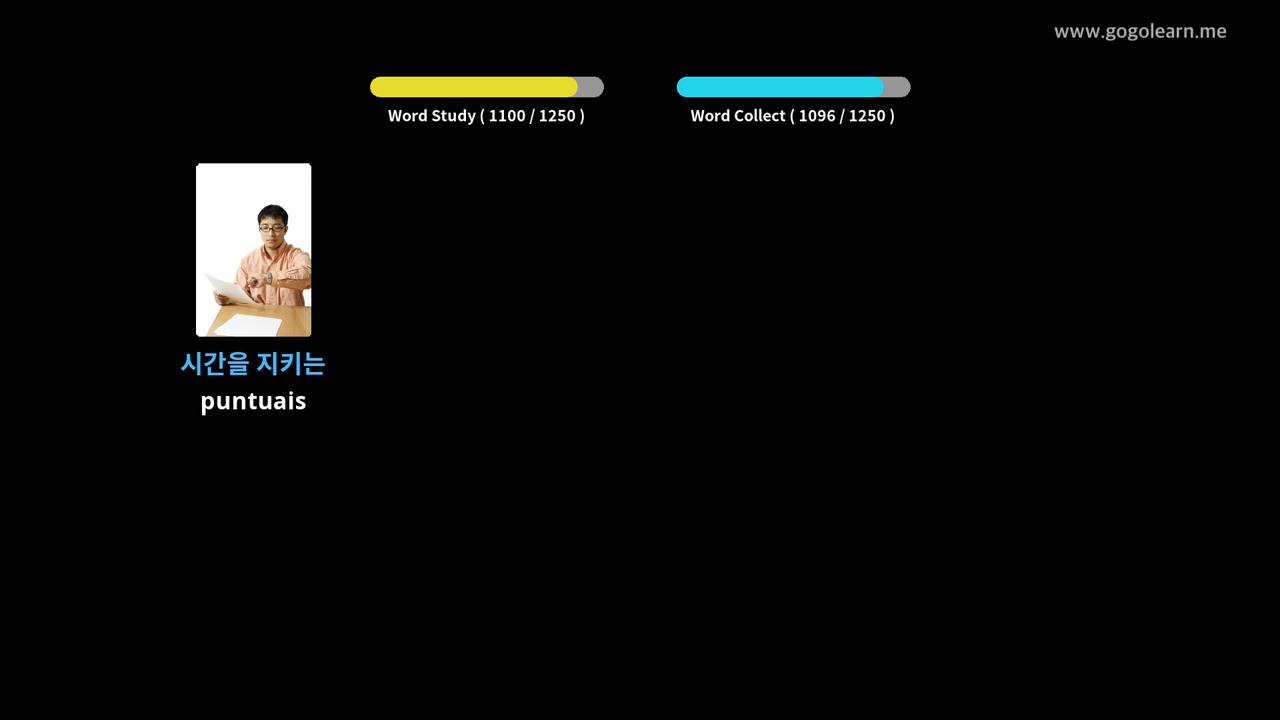 www.gogolearn.me
Word Study ( 1100 / 1250 )
Word Collect ( 1096 / 1250 )
시간을 지키는
puntuais